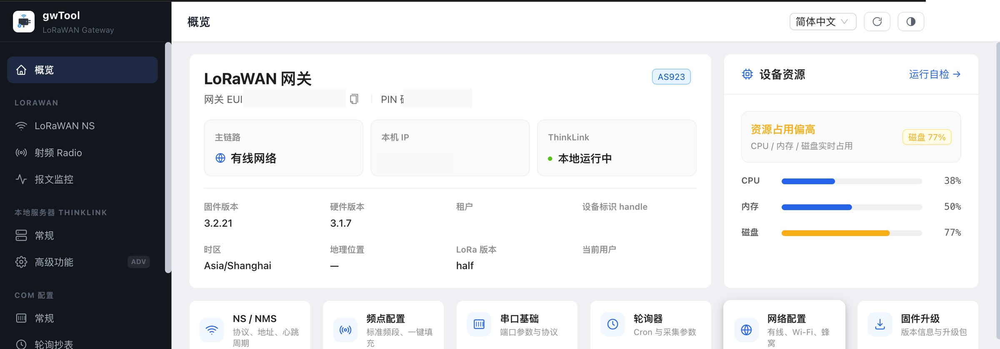 gwTool
LoRaWAN Gateway
概览
LORAWAN
LoRaWAN NS
射频 Radio
报文监控
本地服务器 THINKLINK
常规
高级功能
ADV
COM 配置
常规
轮询抄表
概览
简体中文
LoRaWAN 网关
AS923
网关 EUI
PIN
主链路
有线网络
本机 IP
ThinkLink
本地运行中
固件版本
3.2.21
硬件版本
3.1.7
租户
设备标识 handle
时区
Asia/Shanghai
地理位置
—
LoRa 版本
half
当前用户
设备资源
运行自检 →
资源占用偏高
CPU / 内存 / 磁盘实时占用
磁盘 77%
CPU
38%
内存
50%
磁盘
77%
NS / NMS
协议、地址、心跳
周期
频点配置
标准频段、一键填
充
串口基础
端口参数与协议
轮询器
Cron 与采集参数
网络配置
有线、Wi-Fi、蜂
窝
固件升级
版本信息与升级包